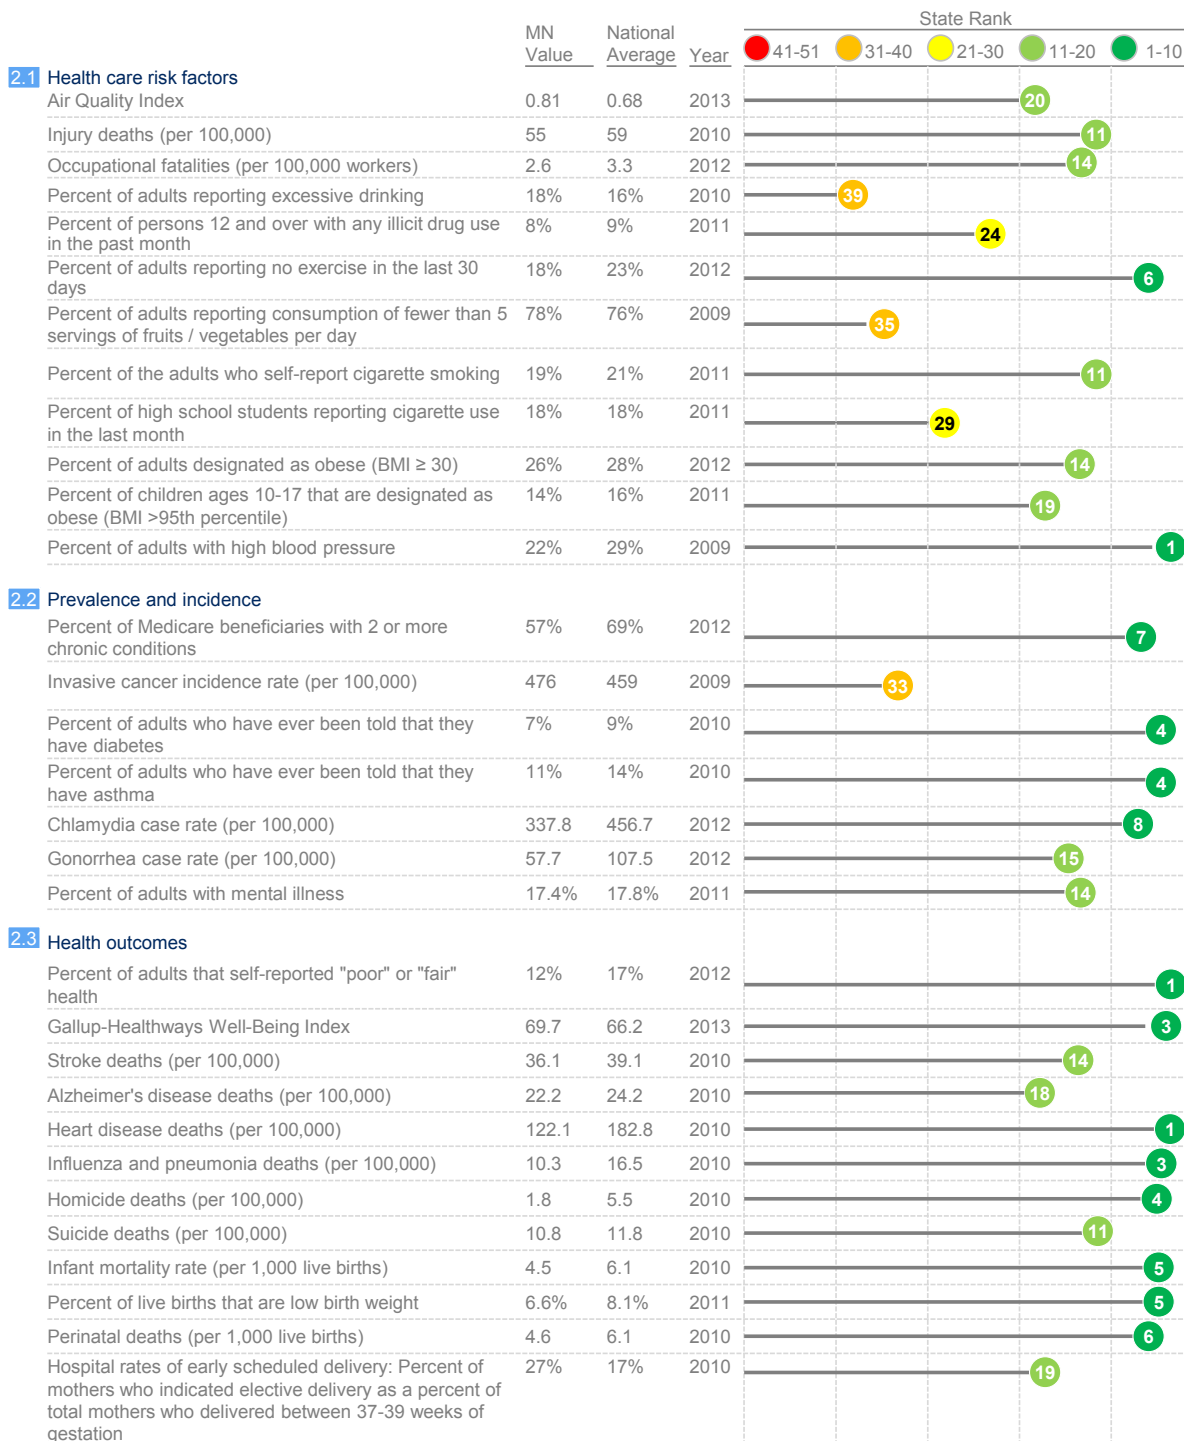 State Rank
MN Value National Average Year 41-51 31-40 21-30 11-20 1-10
2.1 Health care risk factors
Air Quality Index 0.81 0.68 2013 20
Injury deaths (per 100,000) 55 59 2010 11
Occupational fatalities (per 100,000 workers) 2.6 3.3 2012 14
Percent of adults reporting excessive drinking 18% 16% 2010 39
Percent of persons 12 and over with any illicit drug use 8% 9% 2011 24
in the past month
Percent of adults reporting no exercise in the last 30 18% 23% 2012 6
days
Percent of adults reporting consumption of fewer than 5 78% 76% 2009 35
servings of fruits / vegetables per day
Percent of the adults who self-report cigarette smoking 19% 21% 2011 11
Percent of high school students reporting cigarette use 18% 18% 2011 29
in the last month
Percent of adults designated as obese (BMI ≥ 30) 26% 28% 2012 14
Percent of children ages 10-17 that are designated as 14% 16% 2011 19
obese (BMI >95th percentile)
Percent of adults with high blood pressure 22% 29% 2009 1
2.2 Prevalence and incidence
Percent of Medicare beneficiaries with 2 or more 57% 69% 2012 7
chronic conditions
Invasive cancer incidence rate (per 100,000) 476 459 2009 33
Percent of adults who have ever been told that they 7% 9% 2010 4
have diabetes
Percent of adults who have ever been told that they 11% 14% 2010 4
have asthma
Chlamydia case rate (per 100,000) 337.8 456.7 2012 8
Gonorrhea case rate (per 100,000) 57.7 107.5 2012 15
Percent of adults with mental illness 17.4% 17.8% 2011 14
2.3 Health outcomes
Percent of adults that self-reported "poor" or "fair" 12% 17% 2012 1
health
Gallup-Healthways Well-Being Index 69.7 66.2 2013 3
Stroke deaths (per 100,000) 36.1 39.1 2010 14
Alzheimer's disease deaths (per 100,000) 22.2 24.2 2010 18
Heart disease deaths (per 100,000) 122.1 182.8 2010 1
Influenza and pneumonia deaths (per 100,000) 10.3 16.5 2010 3
Homicide deaths (per 100,000) 1.8 5.5 2010 4
Suicide deaths (per 100,000) 10.8 11.8 2010 11
Infant mortality rate (per 1,000 live births) 4.5 6.1 2010 5
Percent of live births that are low birth weight 6.6% 8.1% 2011 5
Perinatal deaths (per 1,000 live births) 4.6 6.1 2010 6
Hospital rates of early scheduled delivery: Percent of 27% 17% 2010 19
mothers who indicated elective delivery as a percent of
total mothers who delivered between 37-39 weeks of
gestation